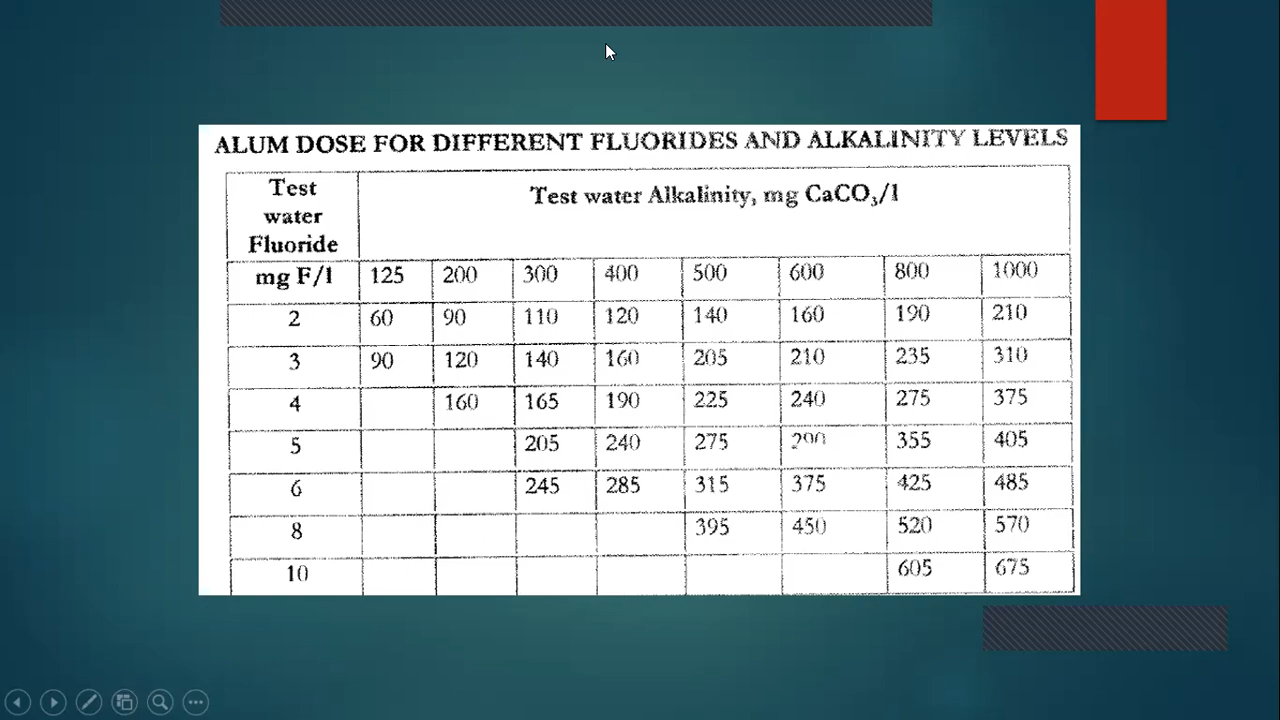 ALUM DOSE FOR DIFFERENT FLUORIDES AND ALKALINITY LEVELS
Test water Fluoride Test water Alkalinity, mg CaCO₃/l
mg F/l 125 200 300 400 500 600 800 1000
2 60 90 110 120 140 160 190 210
3 90 120 140 160 205 210 235 310
4 160 165 190 225 240 275 375
5 205 240 275 290 355 405
6 245 285 315 375 425 485
8 395 450 520 570
10 605 675